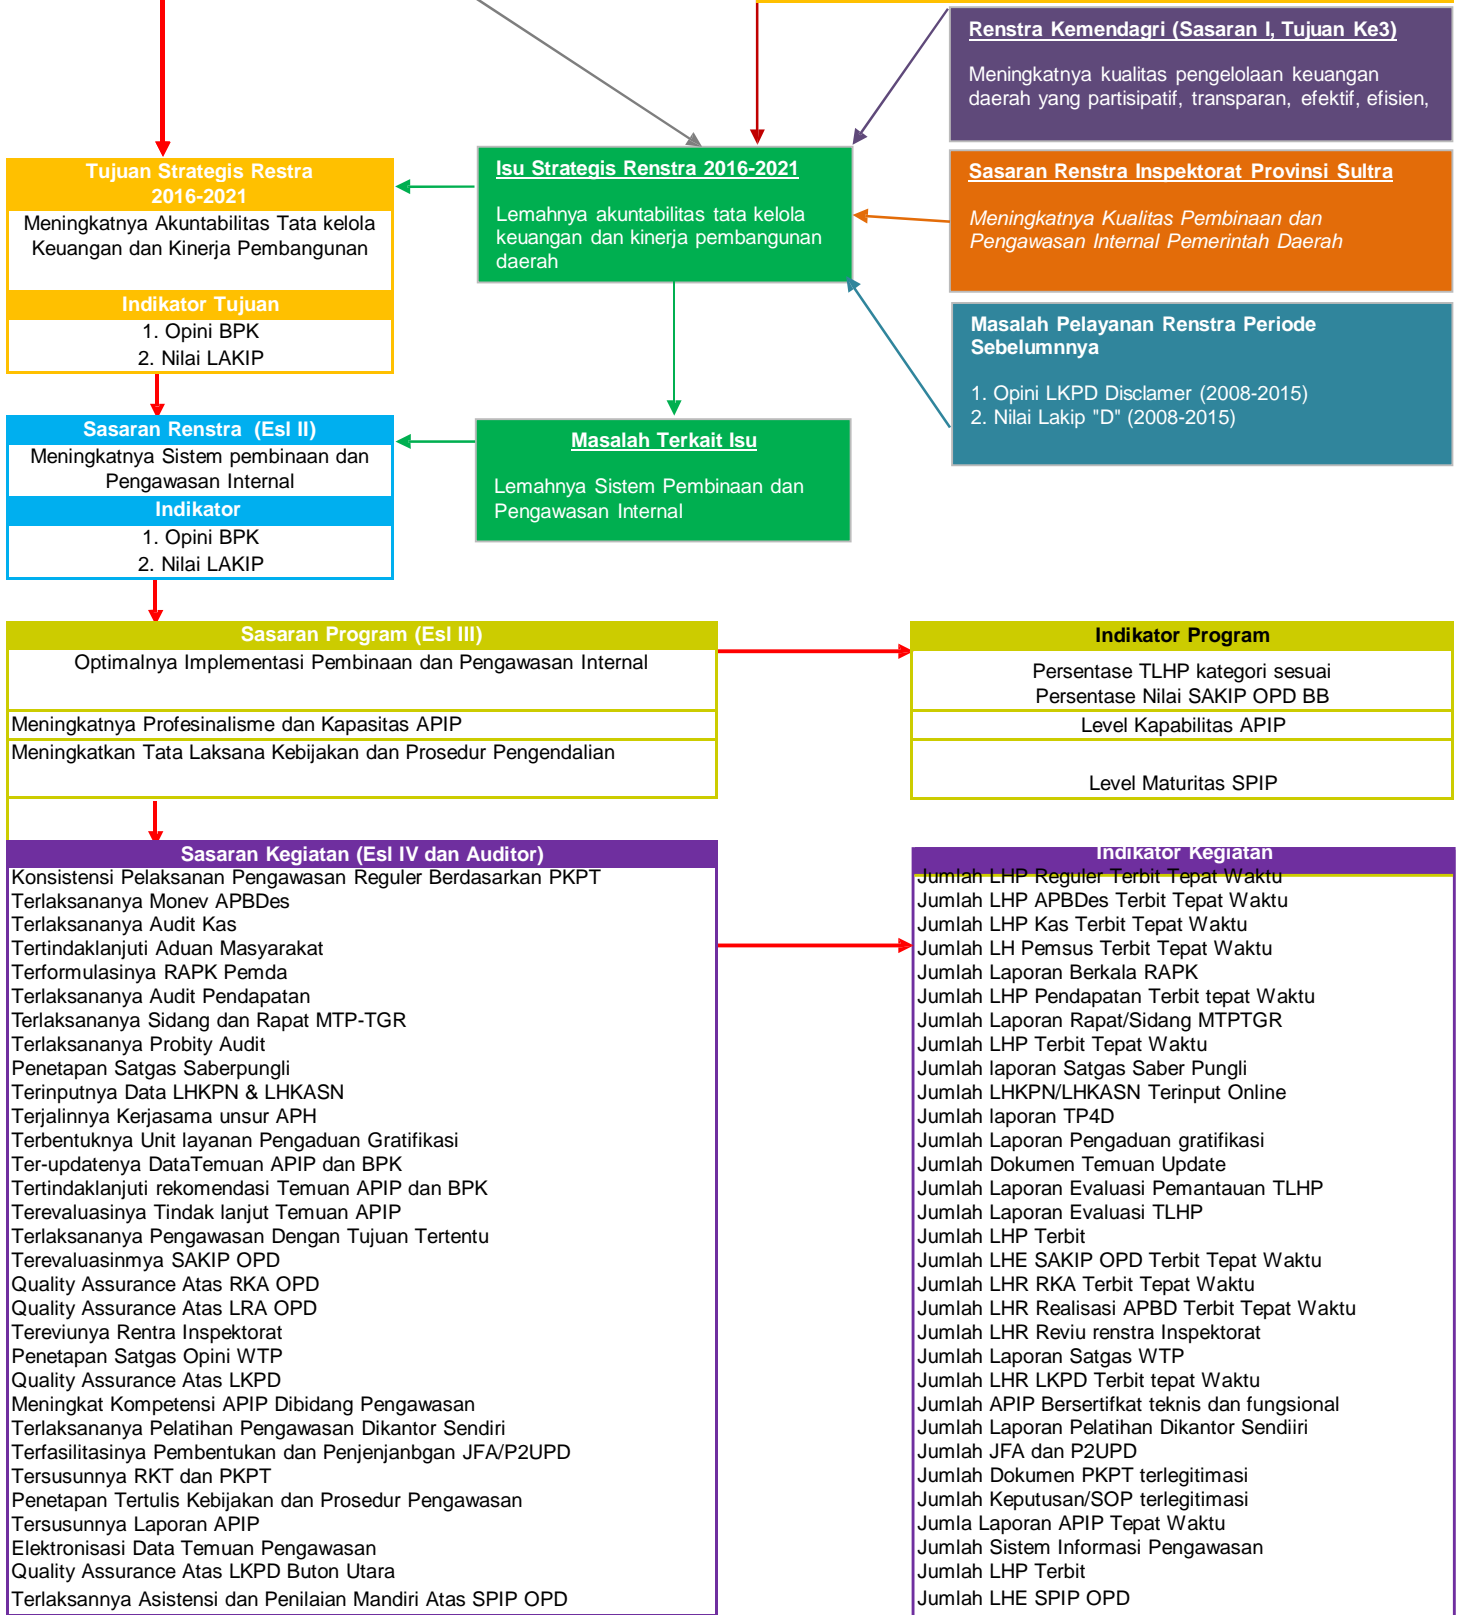 Renstra Kemendagri (Sasaran I, Tujuan Ke3)
Meningkatnya kualitas pengelolaan keuangan
daerah yang partisipatif, transparan, efektif, efisien,
Tujuan Strategis Restra
2016-2021
Meningkatnya Akuntabilitas Tata kelola
Keuangan dan Kinerja Pembangunan
Indikator Tujuan
1. Opini BPK
2. Nilai LAKIP
Isu Strategis Renstra 2016-2021
Lemahnya akuntabilitas tata kelola
keuangan dan kinerja pembangunan
daerah
Sasaran Renstra Inspektorat Provinsi Sultra
Meningkatnya Kualitas Pembinaan dan
Pengawasan Internal Pemerintah Daerah
Masalah Pelayanan Renstra Periode
Sebelumnnya
1. Opini LKPD Disclamer (2008-2015)
2. Nilai Lakip "D" (2008-2015)
Sasaran Renstra  (Esl II)
Meningkatnya Sistem pembinaan dan
Pengawasan Internal
Indikator
1. Opini BPK
2. Nilai LAKIP
Masalah Terkait Isu
Lemahnya Sistem Pembinaan dan
Pengawasan Internal
Sasaran Program (Esl III)
Optimalnya Implementasi Pembinaan dan Pengawasan Internal
Meningkatnya Profesinalisme dan Kapasitas APIP
Meningkatkan Tata Laksana Kebijakan dan Prosedur Pengendalian
Indikator Program
Persentase TLHP kategori sesuai
Persentase Nilai SAKIP OPD BB
Level Kapabilitas APIP
Level Maturitas SPIP
Sasaran Kegiatan (Esl IV dan Auditor)
Konsistensi Pelaksanan Pengawasan Reguler Berdasarkan PKPT
Terlaksananya Monev APBDes
Terlaksananya Audit Kas
Tertindaklanjuti Aduan Masyarakat
Terformulasinya RAPK Pemda
Terlaksananya Audit Pendapatan
Terlaksananya Sidang dan Rapat MTP-TGR
Terlaksananya Probity Audit
Penetapan Satgas Saberpungli
Terinputnya Data LHKPN & LHKASN
Terjalinnya Kerjasama unsur APH
Terbentuknya Unit layanan Pengaduan Gratifikasi
Ter-updatenya DataTemuan APIP dan BPK
Tertindaklanjuti rekomendasi Temuan APIP dan BPK
Terevaluasinya Tindak lanjut Temuan APIP
Terlaksananya Pengawasan Dengan Tujuan Tertentu
Terevaluasinmya SAKIP OPD
Quality Assurance Atas RKA OPD
Quality Assurance Atas LRA OPD
Tereviunya Rentra Inspektorat
Penetapan Satgas Opini WTP
Quality Assurance Atas LKPD
Meningkat Kompetensi APIP Dibidang Pengawasan
Terlaksananya Pelatihan Pengawasan Dikantor Sendiri
Terfasilitasinya Pembentukan dan Penjenjanbgan JFA/P2UPD
Tersusunnya RKT dan PKPT
Penetapan Tertulis Kebijakan dan Prosedur Pengawasan
Tersusunnya Laporan APIP
Elektronisasi Data Temuan Pengawasan
Quality Assurance Atas LKPD Buton Utara
Terlaksannya Asistensi dan Penilaian Mandiri Atas SPIP OPD
Indikator Kegiatan
Jumlah LHP Reguler Terbit Tepat Waktu
Jumlah LHP APBDes Terbit Tepat Waktu
Jumlah LHP Kas Terbit Tepat Waktu
Jumlah LH Pemsus Terbit Tepat Waktu
Jumlah Laporan Berkala RAPK
Jumlah LHP Pendapatan Terbit tepat Waktu
Jumlah Laporan Rapat/Sidang MTPTGR
Jumlah LHP Terbit Tepat Waktu
Jumlah laporan Satgas Saber Pungli
Jumlah LHKPN/LHKASN Terinput Online
Jumlah laporan TP4D
Jumlah Laporan Pengaduan gratifikasi
Jumlah Dokumen Temuan Update
Jumlah Laporan Evaluasi Pemantauan TLHP
Jumlah Laporan Evaluasi TLHP
Jumlah LHP Terbit
Jumlah LHE SAKIP OPD Terbit Tepat Waktu
Jumlah LHR RKA Terbit Tepat Waktu
Jumlah LHR Realisasi APBD Terbit Tepat Waktu
Jumlah LHR Reviu renstra Inspektorat
Jumlah Laporan Satgas WTP
Jumlah LHR LKPD Terbit tepat Waktu
Jumlah APIP Bersertifkat teknis dan fungsional
Jumlah Laporan Pelatihan Dikantor Sendiiri
Jumlah JFA dan P2UPD
Jumlah Dokumen PKPT terlegitimasi
Jumlah Keputusan/SOP terlegitimasi
Jumla Laporan APIP Tepat Waktu
Jumlah Sistem Informasi Pengawasan
Jumlah LHP Terbit
Jumlah LHE SPIP OPD